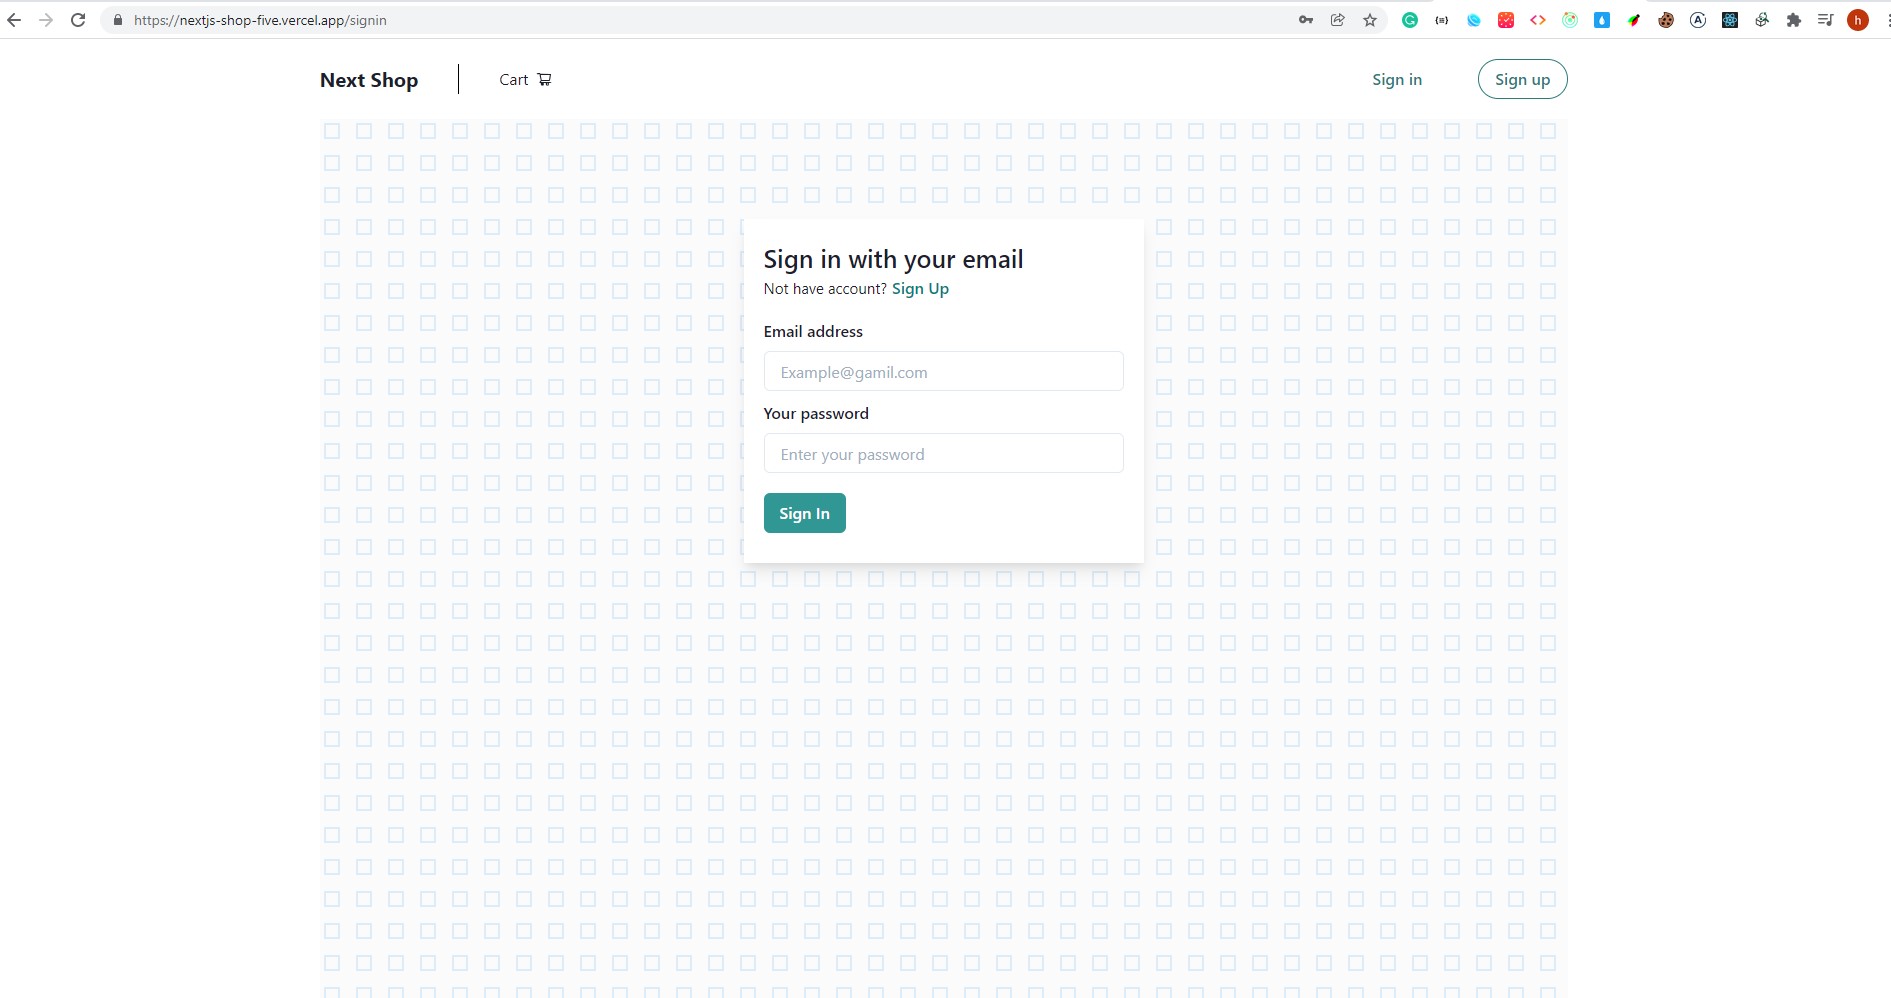 https://nextjs-shop-five.vercel.app/signin
h
Next Shop
Cart
Sign in
Sign up
Sign in with your email
Not have account? Sign Up
Email address
Example@gamil.com
Your password
Enter your password
Sign In